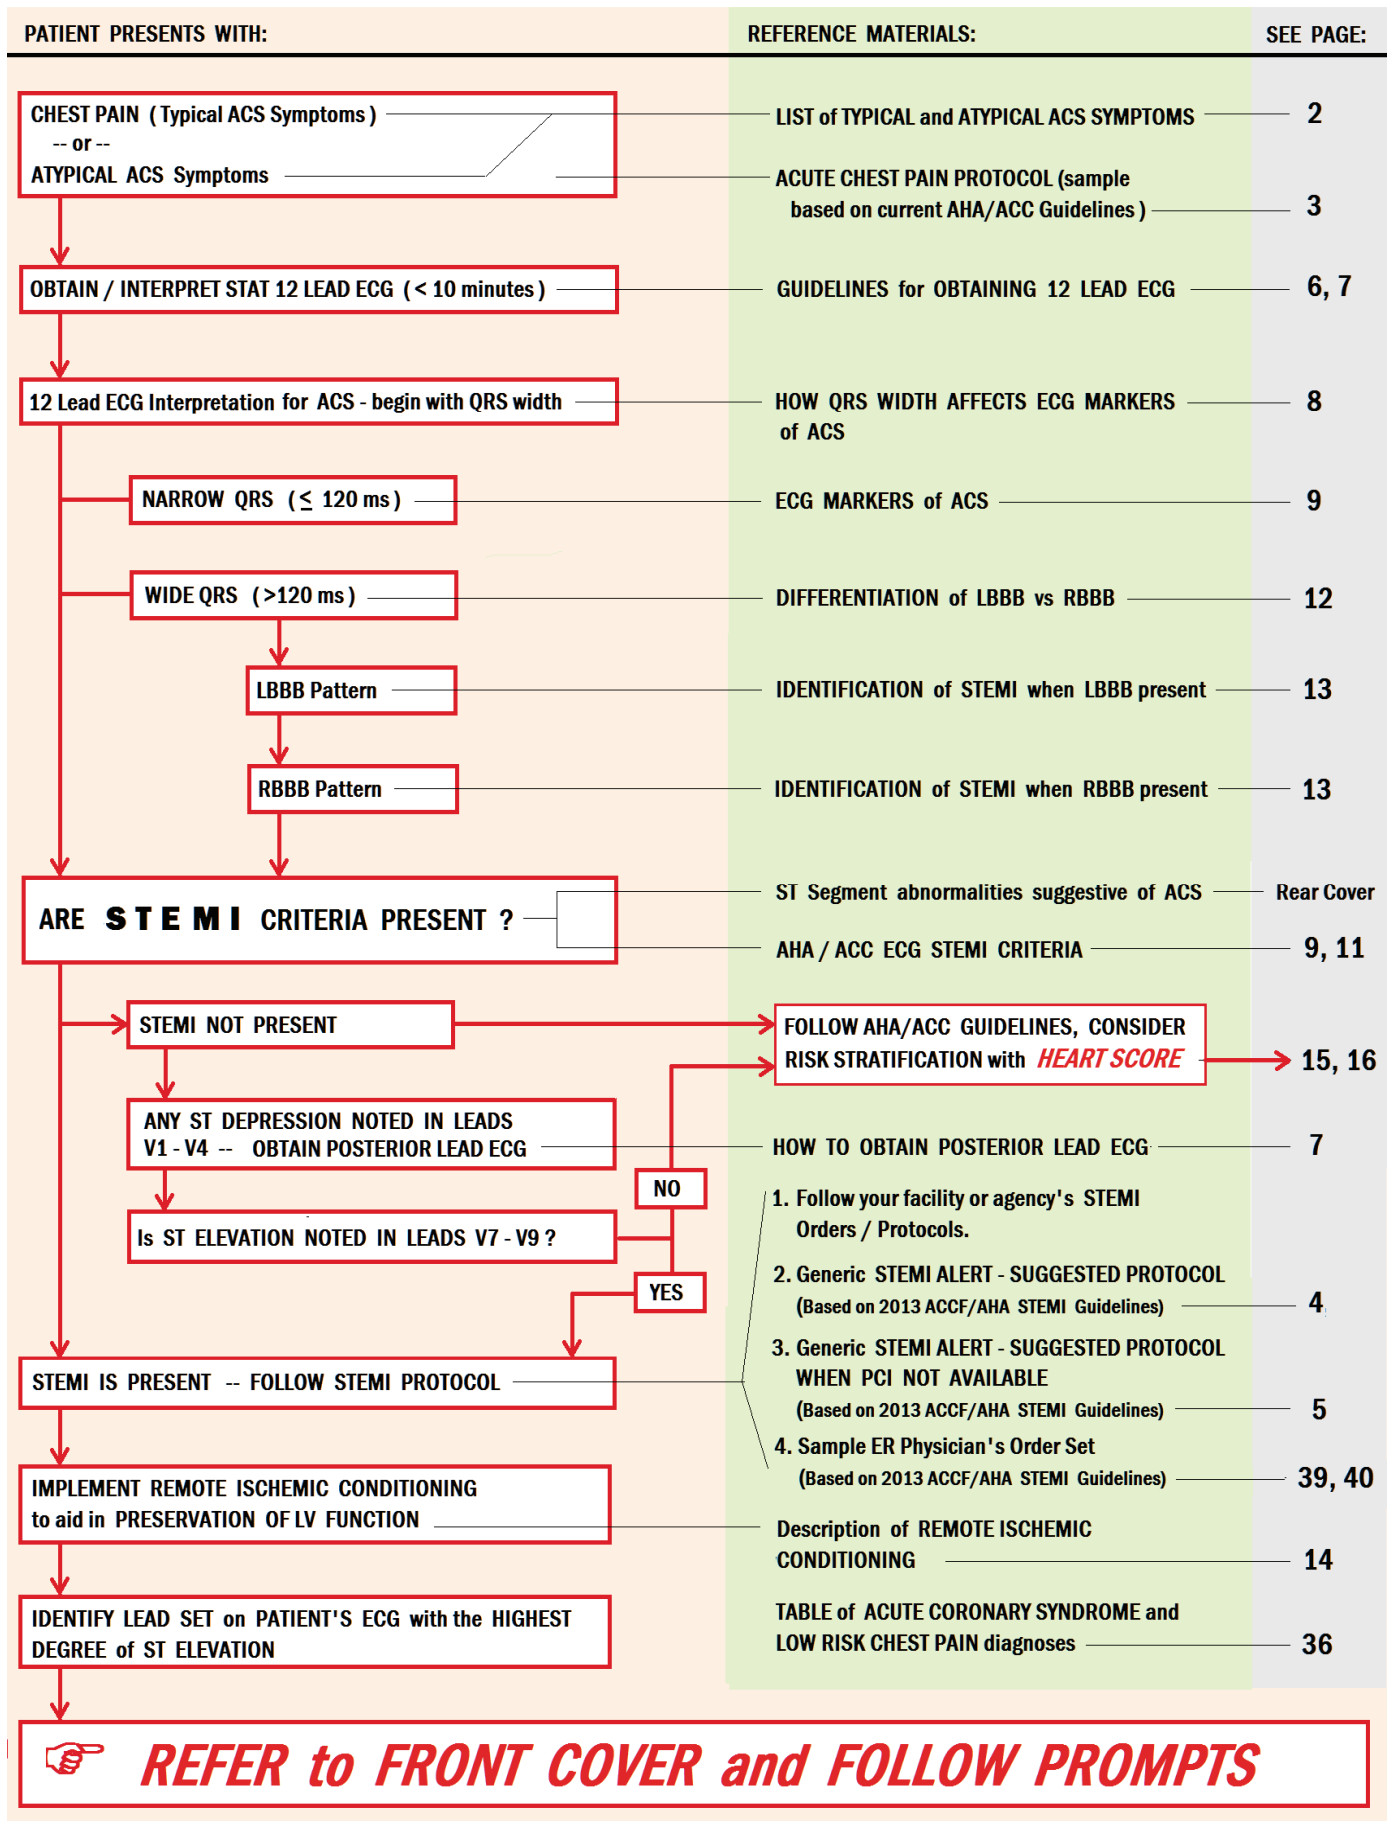 PATIENT PRESENTS WITH: REFERENCE MATERIALS: SEE PAGE:
CHEST PAIN ( Typical ACS Symptoms ) LIST of TYPICAL and ATYPICAL ACS SYMPTOMS 2
-- or --
ATYPICAL ACS Symptoms ACUTE CHEST PAIN PROTOCOL (sample
based on current AHA/ACC Guidelines ) 3
OBTAIN / INTERPRET STAT 12 LEAD ECG ( < 10 minutes ) GUIDELINES for OBTAINING 12 LEAD ECG 6, 7
12 Lead ECG Interpretation for ACS - begin with QRS width HOW QRS WIDTH AFFECTS ECG MARKERS 8
of ACS
NARROW QRS ( ≤ 120 ms ) ECG MARKERS of ACS 9
WIDE QRS ( >120 ms ) DIFFERENTIATION of LBBB vs RBBB 12
LBBB Pattern IDENTIFICATION of STEMI when LBBB present 13
RBBB Pattern IDENTIFICATION of STEMI when RBBB present 13
ST Segment abnormalities suggestive of ACS Rear Cover
ARE STEMI CRITERIA PRESENT ?
AHA / ACC ECG STEMI CRITERIA 9, 11
STEMI NOT PRESENT FOLLOW AHA/ACC GUIDELINES, CONSIDER
RISK STRATIFICATION with HEART SCORE 15, 16
ANY ST DEPRESSION NOTED IN LEADS
V1 - V4 -- OBTAIN POSTERIOR LEAD ECG HOW TO OBTAIN POSTERIOR LEAD ECG 7
NO
1. Follow your facility or agency's STEMI
Orders / Protocols.
Is ST ELEVATION NOTED IN LEADS V7 - V9 ?
2. Generic STEMI ALERT - SUGGESTED PROTOCOL
YES
(Based on 2013 ACCF/AHA STEMI Guidelines) 4
3. Generic STEMI ALERT - SUGGESTED PROTOCOL
WHEN PCI NOT AVAILABLE
STEMI IS PRESENT -- FOLLOW STEMI PROTOCOL
(Based on 2013 ACCF/AHA STEMI Guidelines) 5
4. Sample ER Physician's Order Set
(Based on 2013 ACCF/AHA STEMI Guidelines) 39, 40
IMPLEMENT REMOTE ISCHEMIC CONDITIONING
to aid in PRESERVATION OF LV FUNCTION Description of REMOTE ISCHEMIC
CONDITIONING 14
IDENTIFY LEAD SET on PATIENT'S ECG with the HIGHEST TABLE of ACUTE CORONARY SYNDROME and
DEGREE of ST ELEVATION LOW RISK CHEST PAIN diagnoses 36
REFER to FRONT COVER and FOLLOW PROMPTS